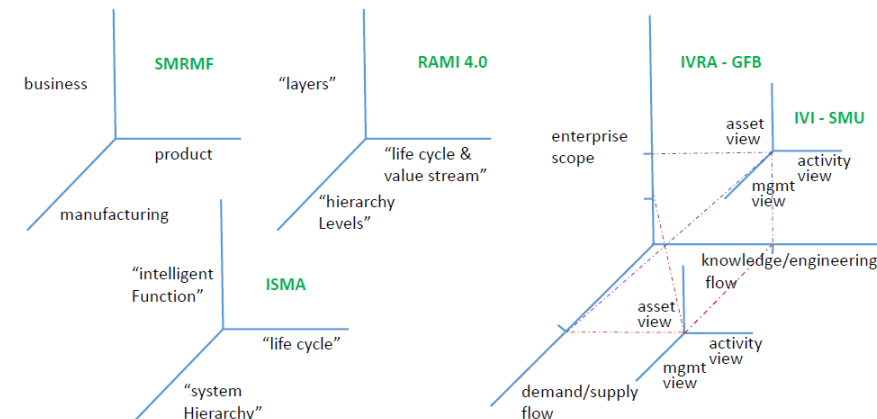 SMRMF
business
product
manufacturing
RAMI 4.0
“layers”
“life cycle &
value stream”
“hierarchy
Levels”
ISMA
“intelligent
Function”
“life cycle”
“system
Hierarchy”
IVRA - GFB
enterprise
scope
IVI - SMU
asset
view
activity
view
mgmt
view
knowledge/engineering
flow
asset
view
activity
view
mgmt
view
demand/supply
flow